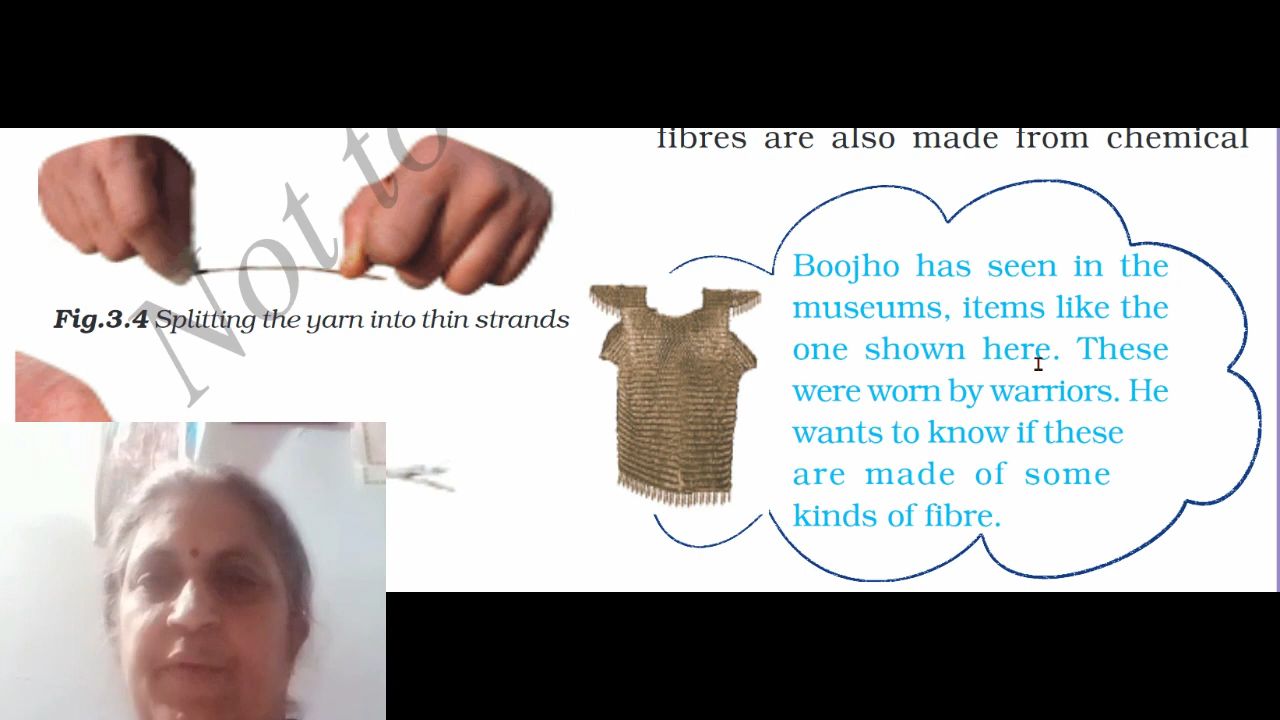 fibres are also made from chemical
Not to
Fig.3.4 Splitting the yarn into thin strands
Boojho has seen in the
museums, items like the
one shown here. These
were worn by warriors. He
wants to know if these
are made of some
kinds of fibre.